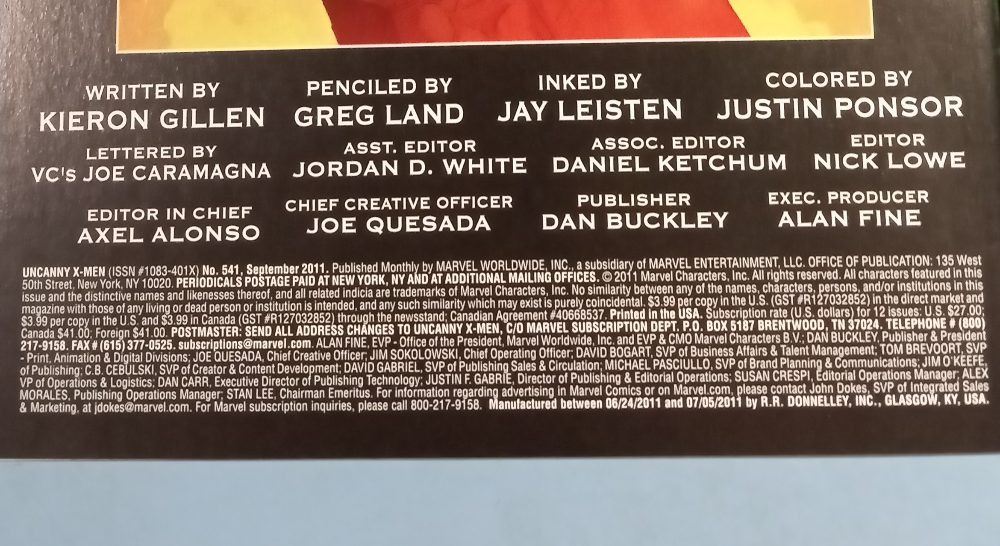 WRITTEN BY
KIERON GILLEN
PENCILED BY
GREG LAND
INKED BY
JAY LEISTEN
COLORED BY
JUSTIN PONSOR
LETTERED BY
VC's JOE CARAMAGNA
ASST. EDITOR
JORDAN D. WHITE
ASSOC. EDITOR
DANIEL KETCHUM
EDITOR
NICK LOWE
EDITOR IN CHIEF
AXEL ALONSO
CHIEF CREATIVE OFFICER
JOE QUESADA
PUBLISHER
DAN BUCKLEY
EXEC. PRODUCER
ALAN FINE
UNCANNY X-MEN (ISSN #1083-401X) No. 541, September 2011. Published Monthly by MARVEL WORLDWIDE, INC., a subsidiary of MARVEL ENTERTAINMENT, LLC. OFFICE OF PUBLICATION: 135 West
50th Street, New York, NY 10020. PERIODICALS POSTAGE PAID AT NEW YORK, NY AND AT ADDITIONAL MAILING OFFICES. © 2011 Marvel Characters, Inc. All rights reserved. All characters featured in this
issue and the distinctive names and likenesses thereof, and all related indicia are trademarks of Marvel Characters, Inc. No similarity between any of the names, characters, persons, and/or institutions in this
magazine with those of any living or dead person or institution is intended, and any such similarity which may exist is purely coincidental. $3.99 per copy in the U.S. (GST #R127032852) in the direct market and
$3.99 per copy in the U.S. and $3.99 in Canada (GST #R127032852) through the newsstand; Canadian Agreement #40668537. Printed in the USA. Subscription rate (U.S. dollars) for 12 issues: U.S. $27.00;
Canada $41.00; Foreign $41.00. POSTMASTER: SEND ALL ADDRESS CHANGES TO UNCANNY X-MEN, C/O MARVEL SUBSCRIPTION DEPT. P.O. BOX 5187 BRENTWOOD, TN 37024. TELEPHONE # (800)
217-9158. FAX # (615) 377-0525. subscriptions@marvel.com. ALAN FINE, EVP - Office of the President, Marvel Worldwide, Inc. and EVP & CMO Marvel Characters B.V.; DAN BUCKLEY, Publisher & President
- Print, Animation & Digital Divisions; JOE QUESADA, Chief Creative Officer; JIM SOKOLOWSKI, Chief Operating Officer; DAVID BOGART, SVP of Business Affairs & Talent Management; TOM BREVOORT, SVP
of Publishing; C.B. CEBULSKI, SVP of Creator & Content Development; DAVID GABRIEL, SVP of Publishing Sales & Circulation; MICHAEL PASCIULLO, SVP of Brand Planning & Communications; JIM O'KEEFE,
VP of Operations & Logistics; DAN CARR, Executive Director of Publishing Technology; JUSTIN F. GABRIE, Director of Publishing & Editorial Operations; SUSAN CRESPI, Editorial Operations Manager; ALEX
MORALES, Publishing Operations Manager; STAN LEE, Chairman Emeritus. For information regarding advertising in Marvel Comics or on Marvel.com, please contact John Dokes, SVP of Integrated Sales
& Marketing, at jdokes@marvel.com. For Marvel subscription inquiries, please call 800-217-9158. Manufactured between 06/24/2011 and 07/05/2011 by R.R. DONNELLEY, INC., GLASGOW, KY, USA.